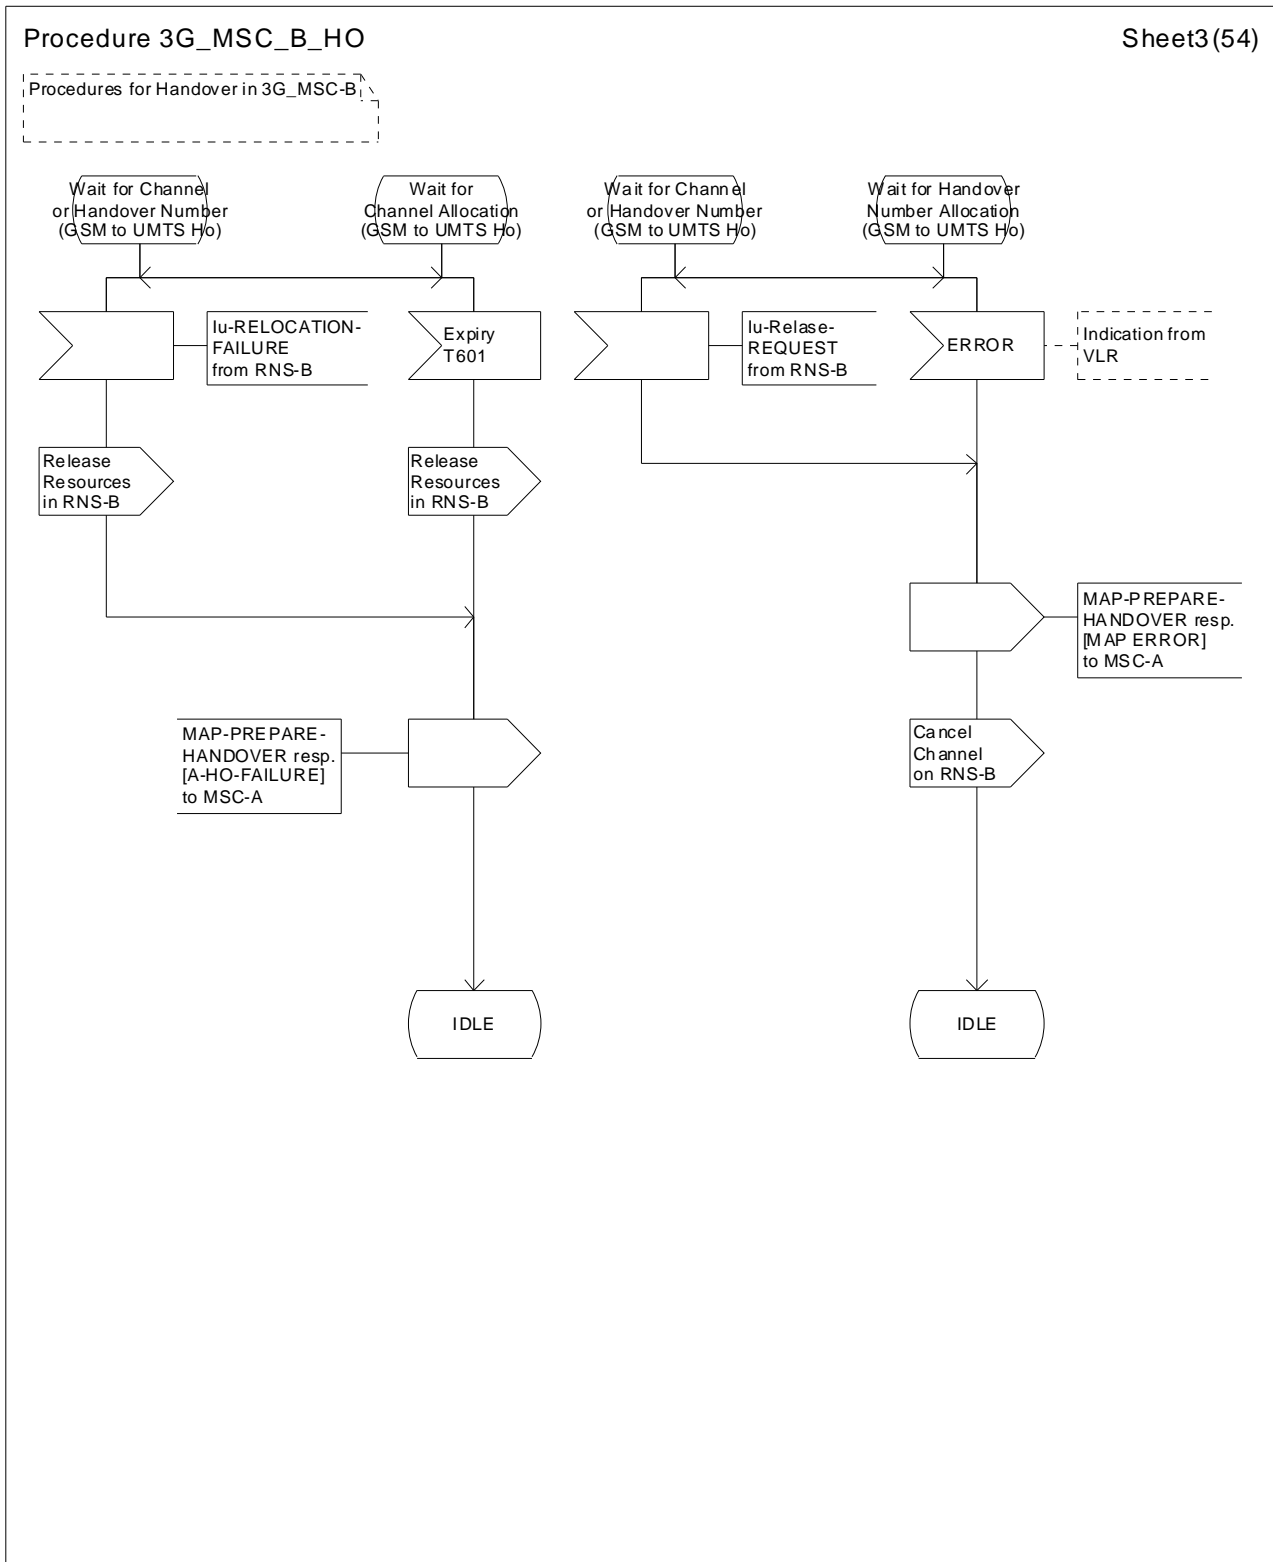 Procedure 3G_MSC_B_HO
Sheet3(54)
Procedures for Handover in 3G_MSC-B
Wait for Channel
or Handover Number
(GSM to UMTS Ho)
Wait for
Channel Allocation
(GSM to UMTS Ho)
Wait for Channel
or Handover Number
(GSM to UMTS Ho)
Wait for Handover
Number Allocation
(GSM to UMTS Ho)
Iu-RELOCATION-
FAILURE
from RNS-B
Expiry
T601
Iu-Relase-
REQUEST
from RNS-B
ERROR
Indication from
VLR
Release
Resources
in RNS-B
Release
Resources
in RNS-B
MAP-PREPARE-
HANDOVER resp.
[MAP ERROR]
to MSC-A
MAP-PREPARE-
HANDOVER resp.
[A-HO-FAILURE]
to MSC-A
Cancel
Channel
on RNS-B
IDLE
IDLE